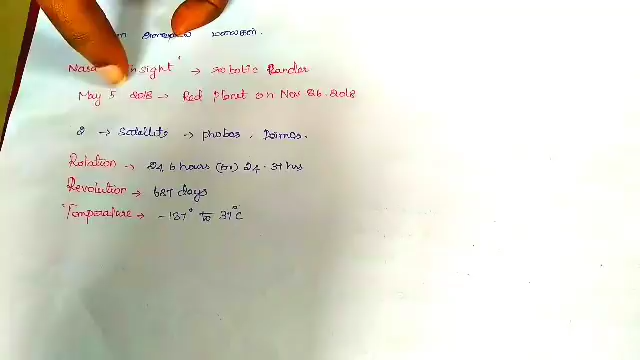 Nasa Insight' → robotic Lander
May 5 2018 → Red Planet on Nov 26.2018
2 → Satellite → phobos, Deimos.
Rotation → 24.6 hours (or) 24.37 hrs
Revolution → 687 days
Temperature → -137° to 37°C